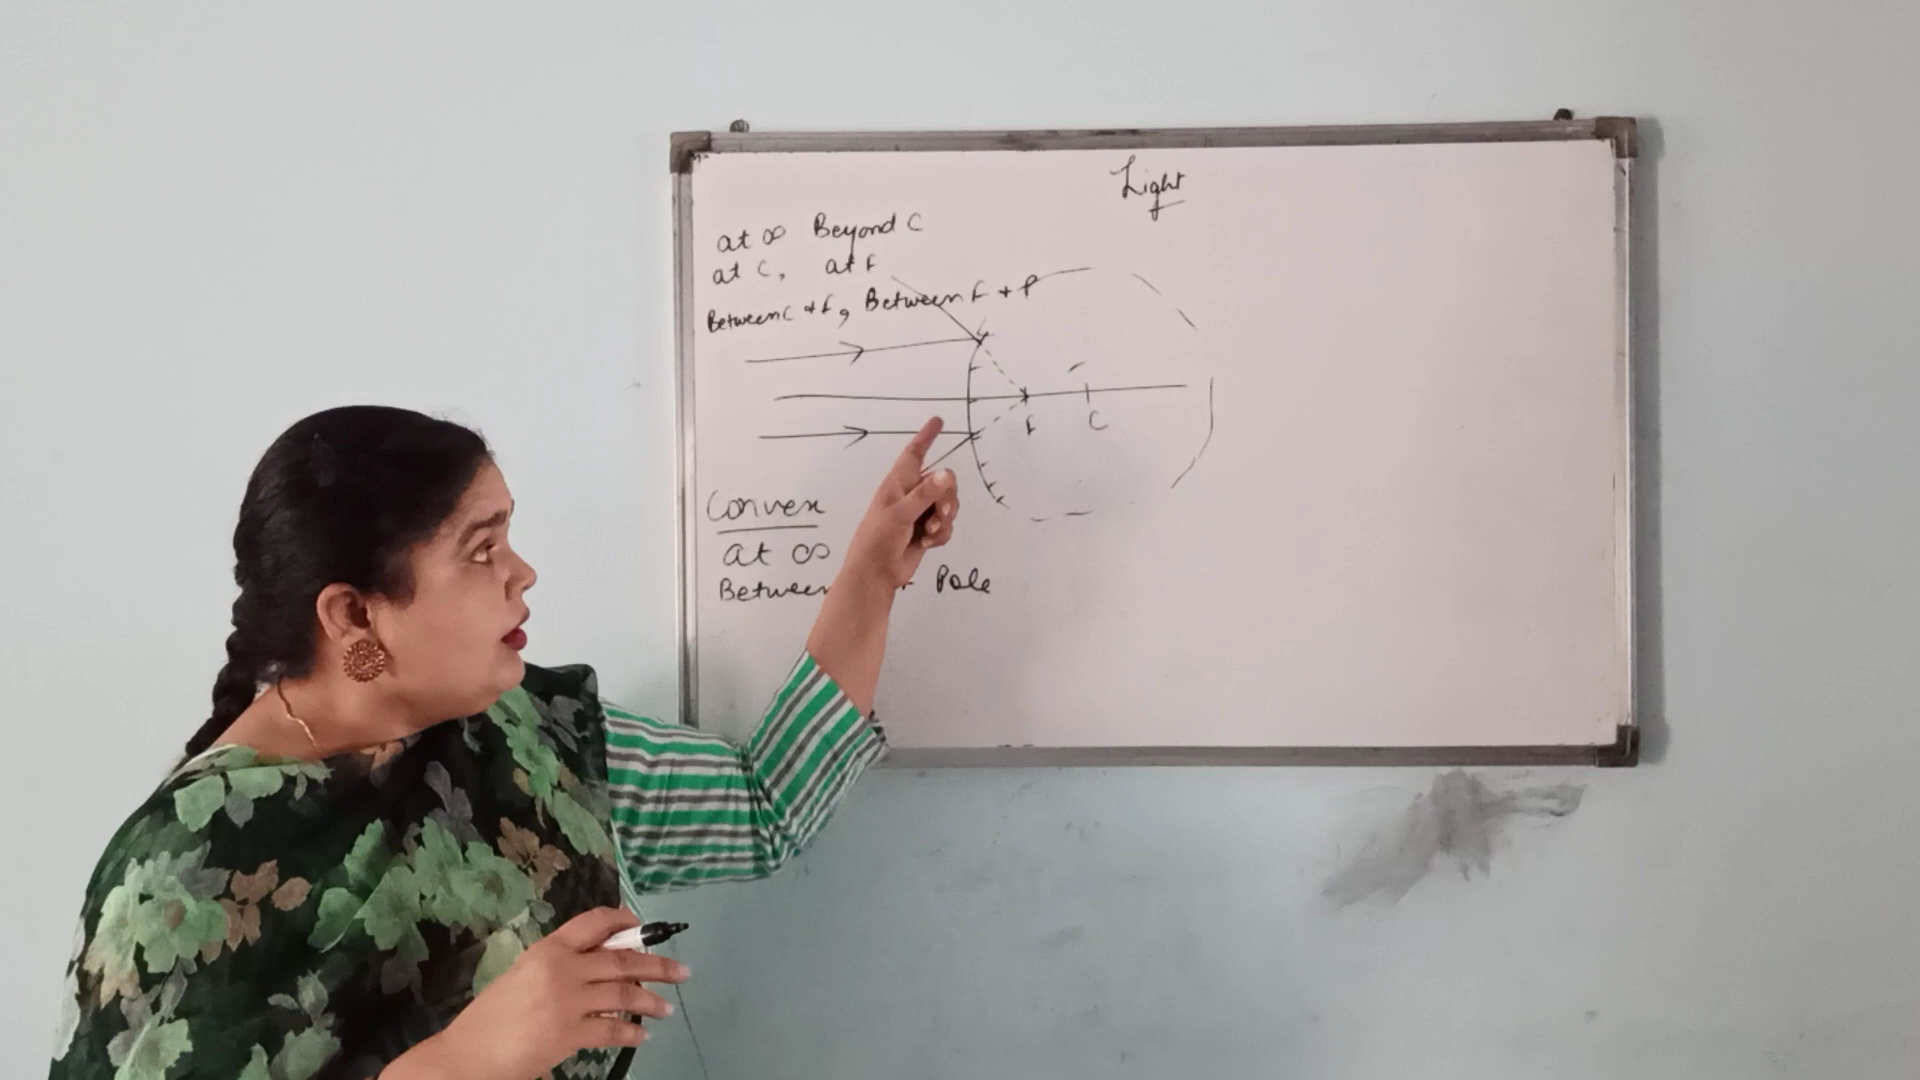 Light
at ∞ Beyond C
at C, at F
Between C + F, Between F + P
F C
Convex
at ∞
Between + Pole